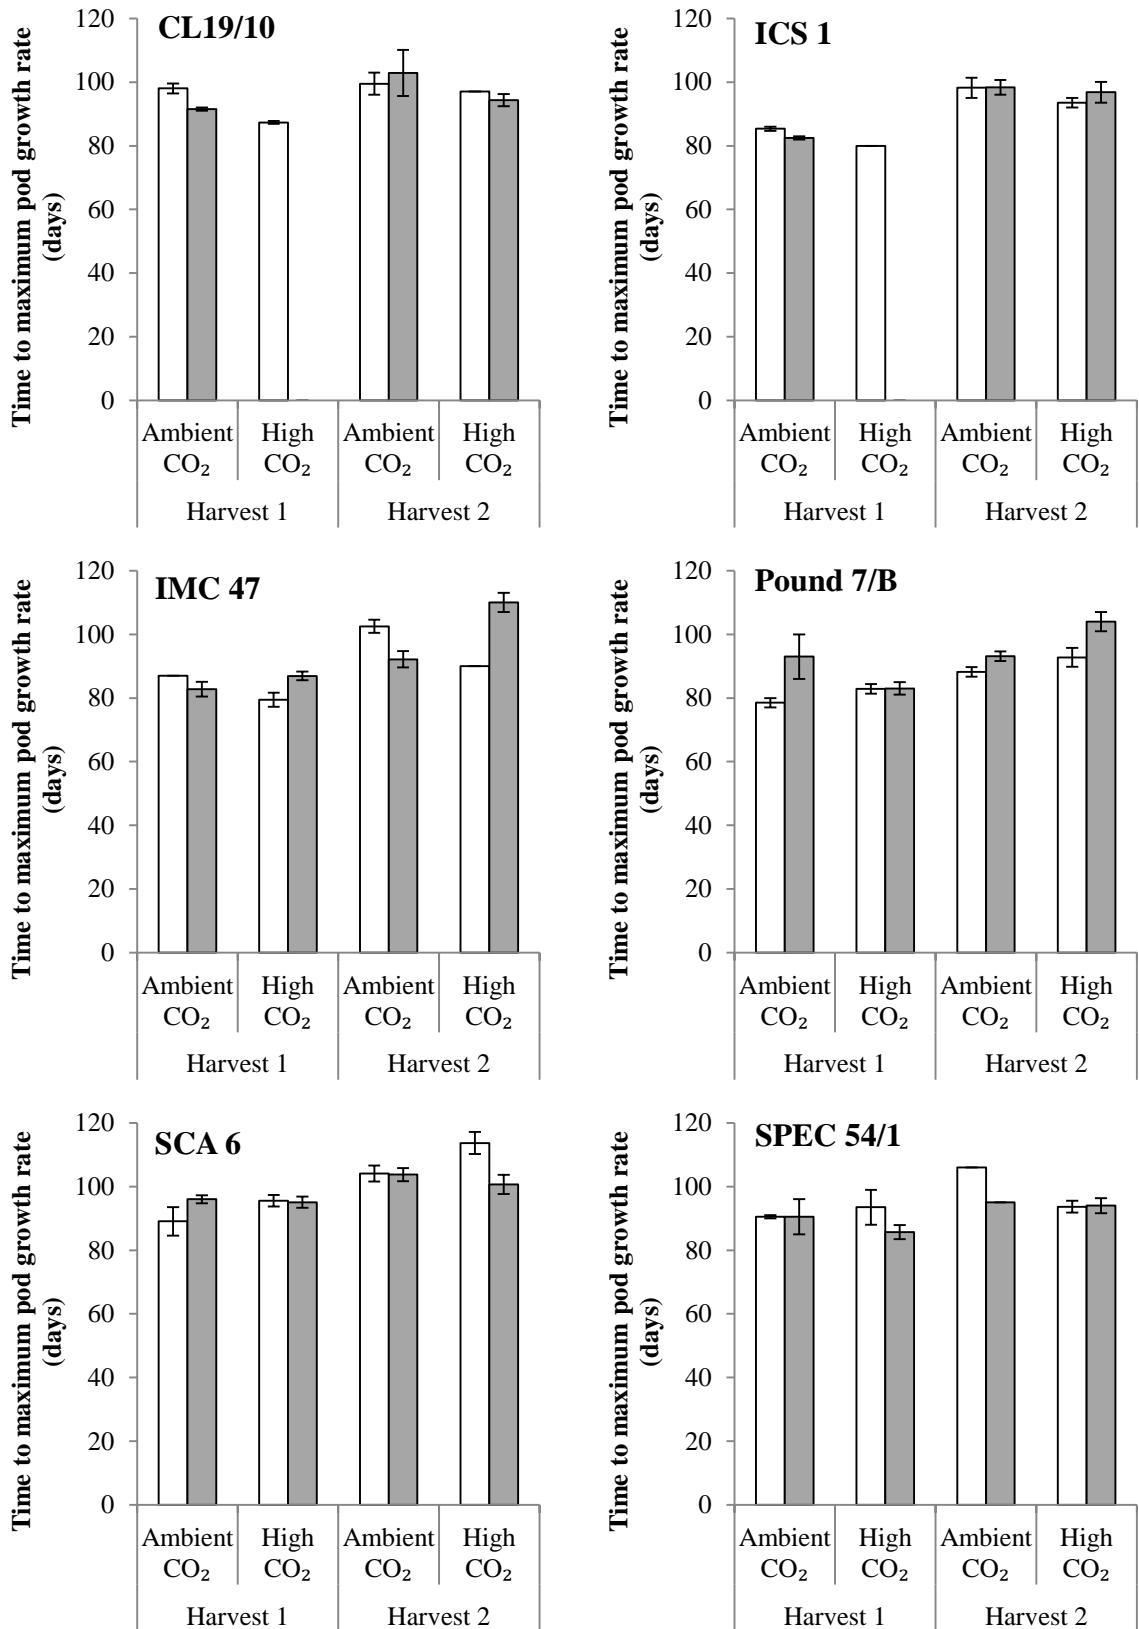 CL19/10
Time to maximum pod growth rate
(days)
120
100
80
60
40
20
0
Ambient CO₂
High CO₂
Ambient CO₂
High CO₂
Harvest 1
Harvest 2
ICS 1
Time to maximum pod growth rate
(days)
120
100
80
60
40
20
0
Ambient CO₂
High CO₂
Ambient CO₂
High CO₂
Harvest 1
Harvest 2
IMC 47
Time to maximum pod growth rate
(days)
120
100
80
60
40
20
0
Ambient CO₂
High CO₂
Ambient CO₂
High CO₂
Harvest 1
Harvest 2
Pound 7/B
Time to maximum pod growth rate
(days)
120
100
80
60
40
20
0
Ambient CO₂
High CO₂
Ambient CO₂
High CO₂
Harvest 1
Harvest 2
SCA 6
Time to maximum pod growth rate
(days)
120
100
80
60
40
20
0
Ambient CO₂
High CO₂
Ambient CO₂
High CO₂
Harvest 1
Harvest 2
SPEC 54/1
Time to maximum pod growth rate
(days)
120
100
80
60
40
20
0
Ambient CO₂
High CO₂
Ambient CO₂
High CO₂
Harvest 1
Harvest 2